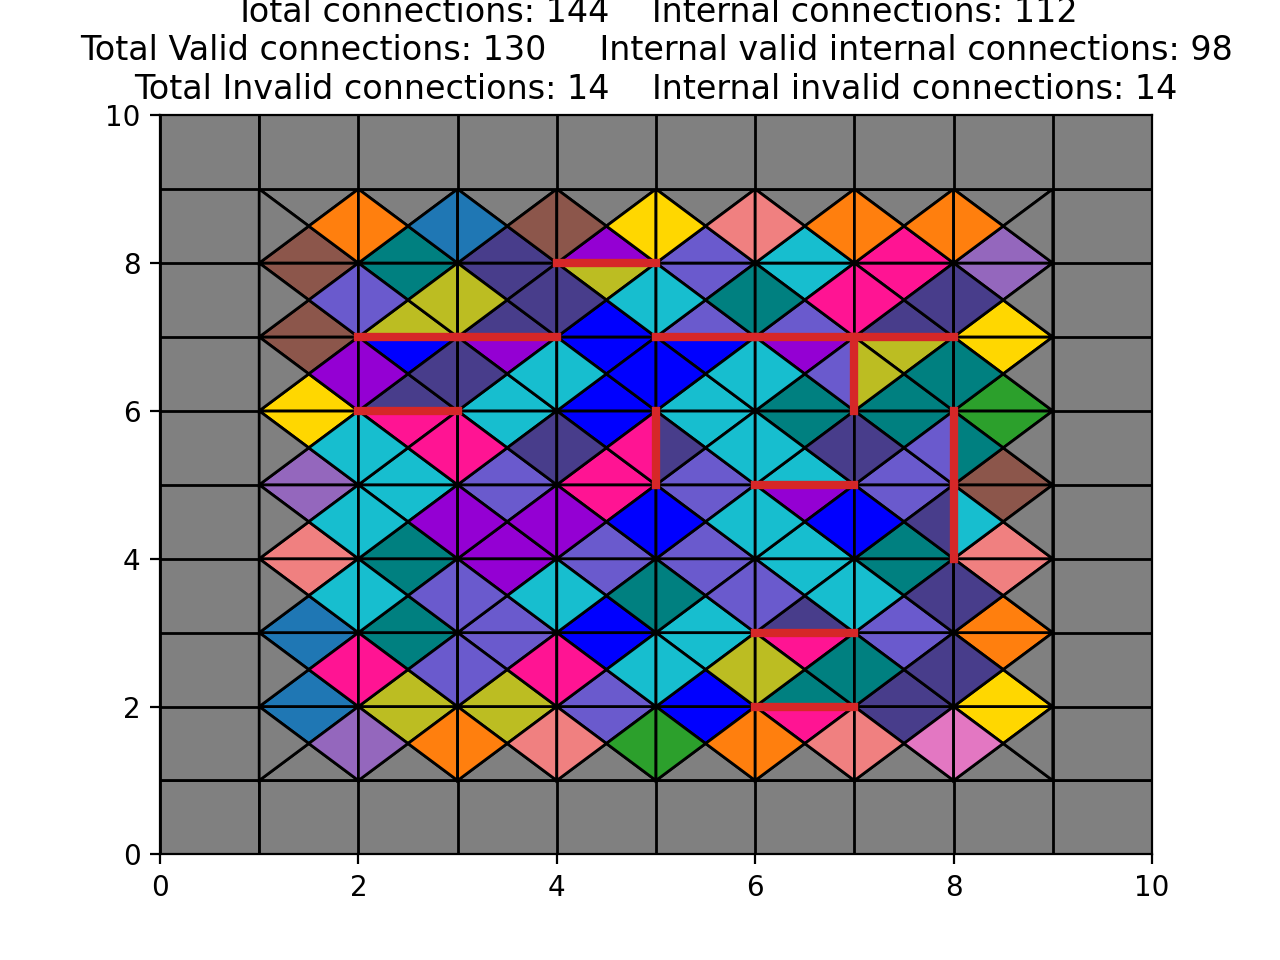 Total connections: 144    Internal connections: 112
Total Valid connections: 130    Internal valid internal connections: 98
Total Invalid connections: 14    Internal invalid connections: 14
10
8
6
4
2
0
0 2 4 6 8 10